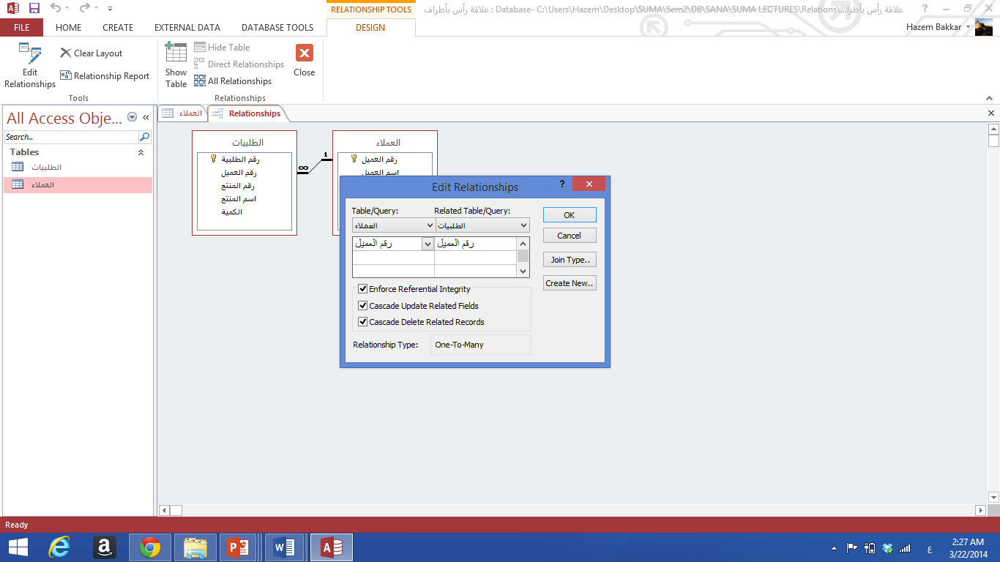 RELATIONSHIP TOOLS
علاقة رأس بأطراف : Database- C:\Users\Hazem\Desktop\SUMA\Sem2\DB\SANA\SUMA LECTURES\Relations\...علاقة رأس بأطرا
FILE HOME CREATE EXTERNAL DATA DATABASE TOOLS DESIGN
Hazem Bakkar
Edit Relationships
Clear Layout
Relationship Report
Tools
Show Table
Hide Table
Direct Relationships
All Relationships
Close
Relationships
All Access Obje...
Search...
Tables
الطلبيات
العملاء
العملاء
Relationships
الطلبيات
رقم الطلبية
رقم العميل
رقم المنتج
اسم المنتج
الكمية
∞
1
العملاء
رقم العميل
اسم العميل
Edit Relationships
?
Table/Query: Related Table/Query:
العملاء الطلبيات
رقم العميل رقم العميل
Enforce Referential Integrity
Cascade Update Related Fields
Cascade Delete Related Records
Relationship Type: One-To-Many
OK
Cancel
Join Type..
Create New..
Ready
ع
2:27 AM
3/22/2014